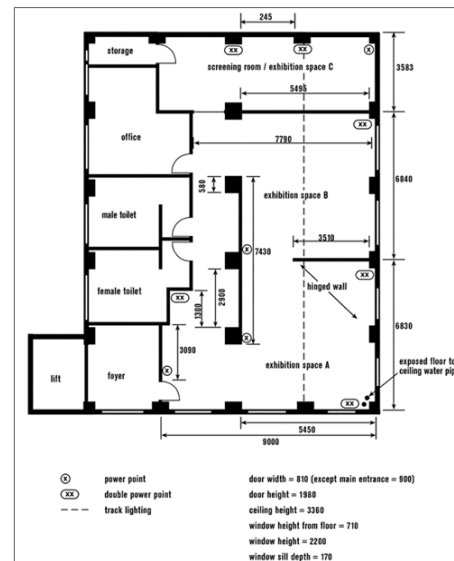 245
storage
xx
xx
x
screening room / exhibition space C
3583
5495
xx
office
7790
580
exhibition space B
6840
male toilet
3510
x
7430
xx
female toilet
xx
2900
1300
hinged wall
6830
3090
x
x
exposed floor to
ceiling water pip
lift
foyer
exhibition space A
xx
5450
9000
x power point
xx double power point
track lighting
door width = 810 (except main entrance = 900)
door height = 1980
ceiling height = 3360
window height from floor = 710
window height = 2200
window sill depth = 170